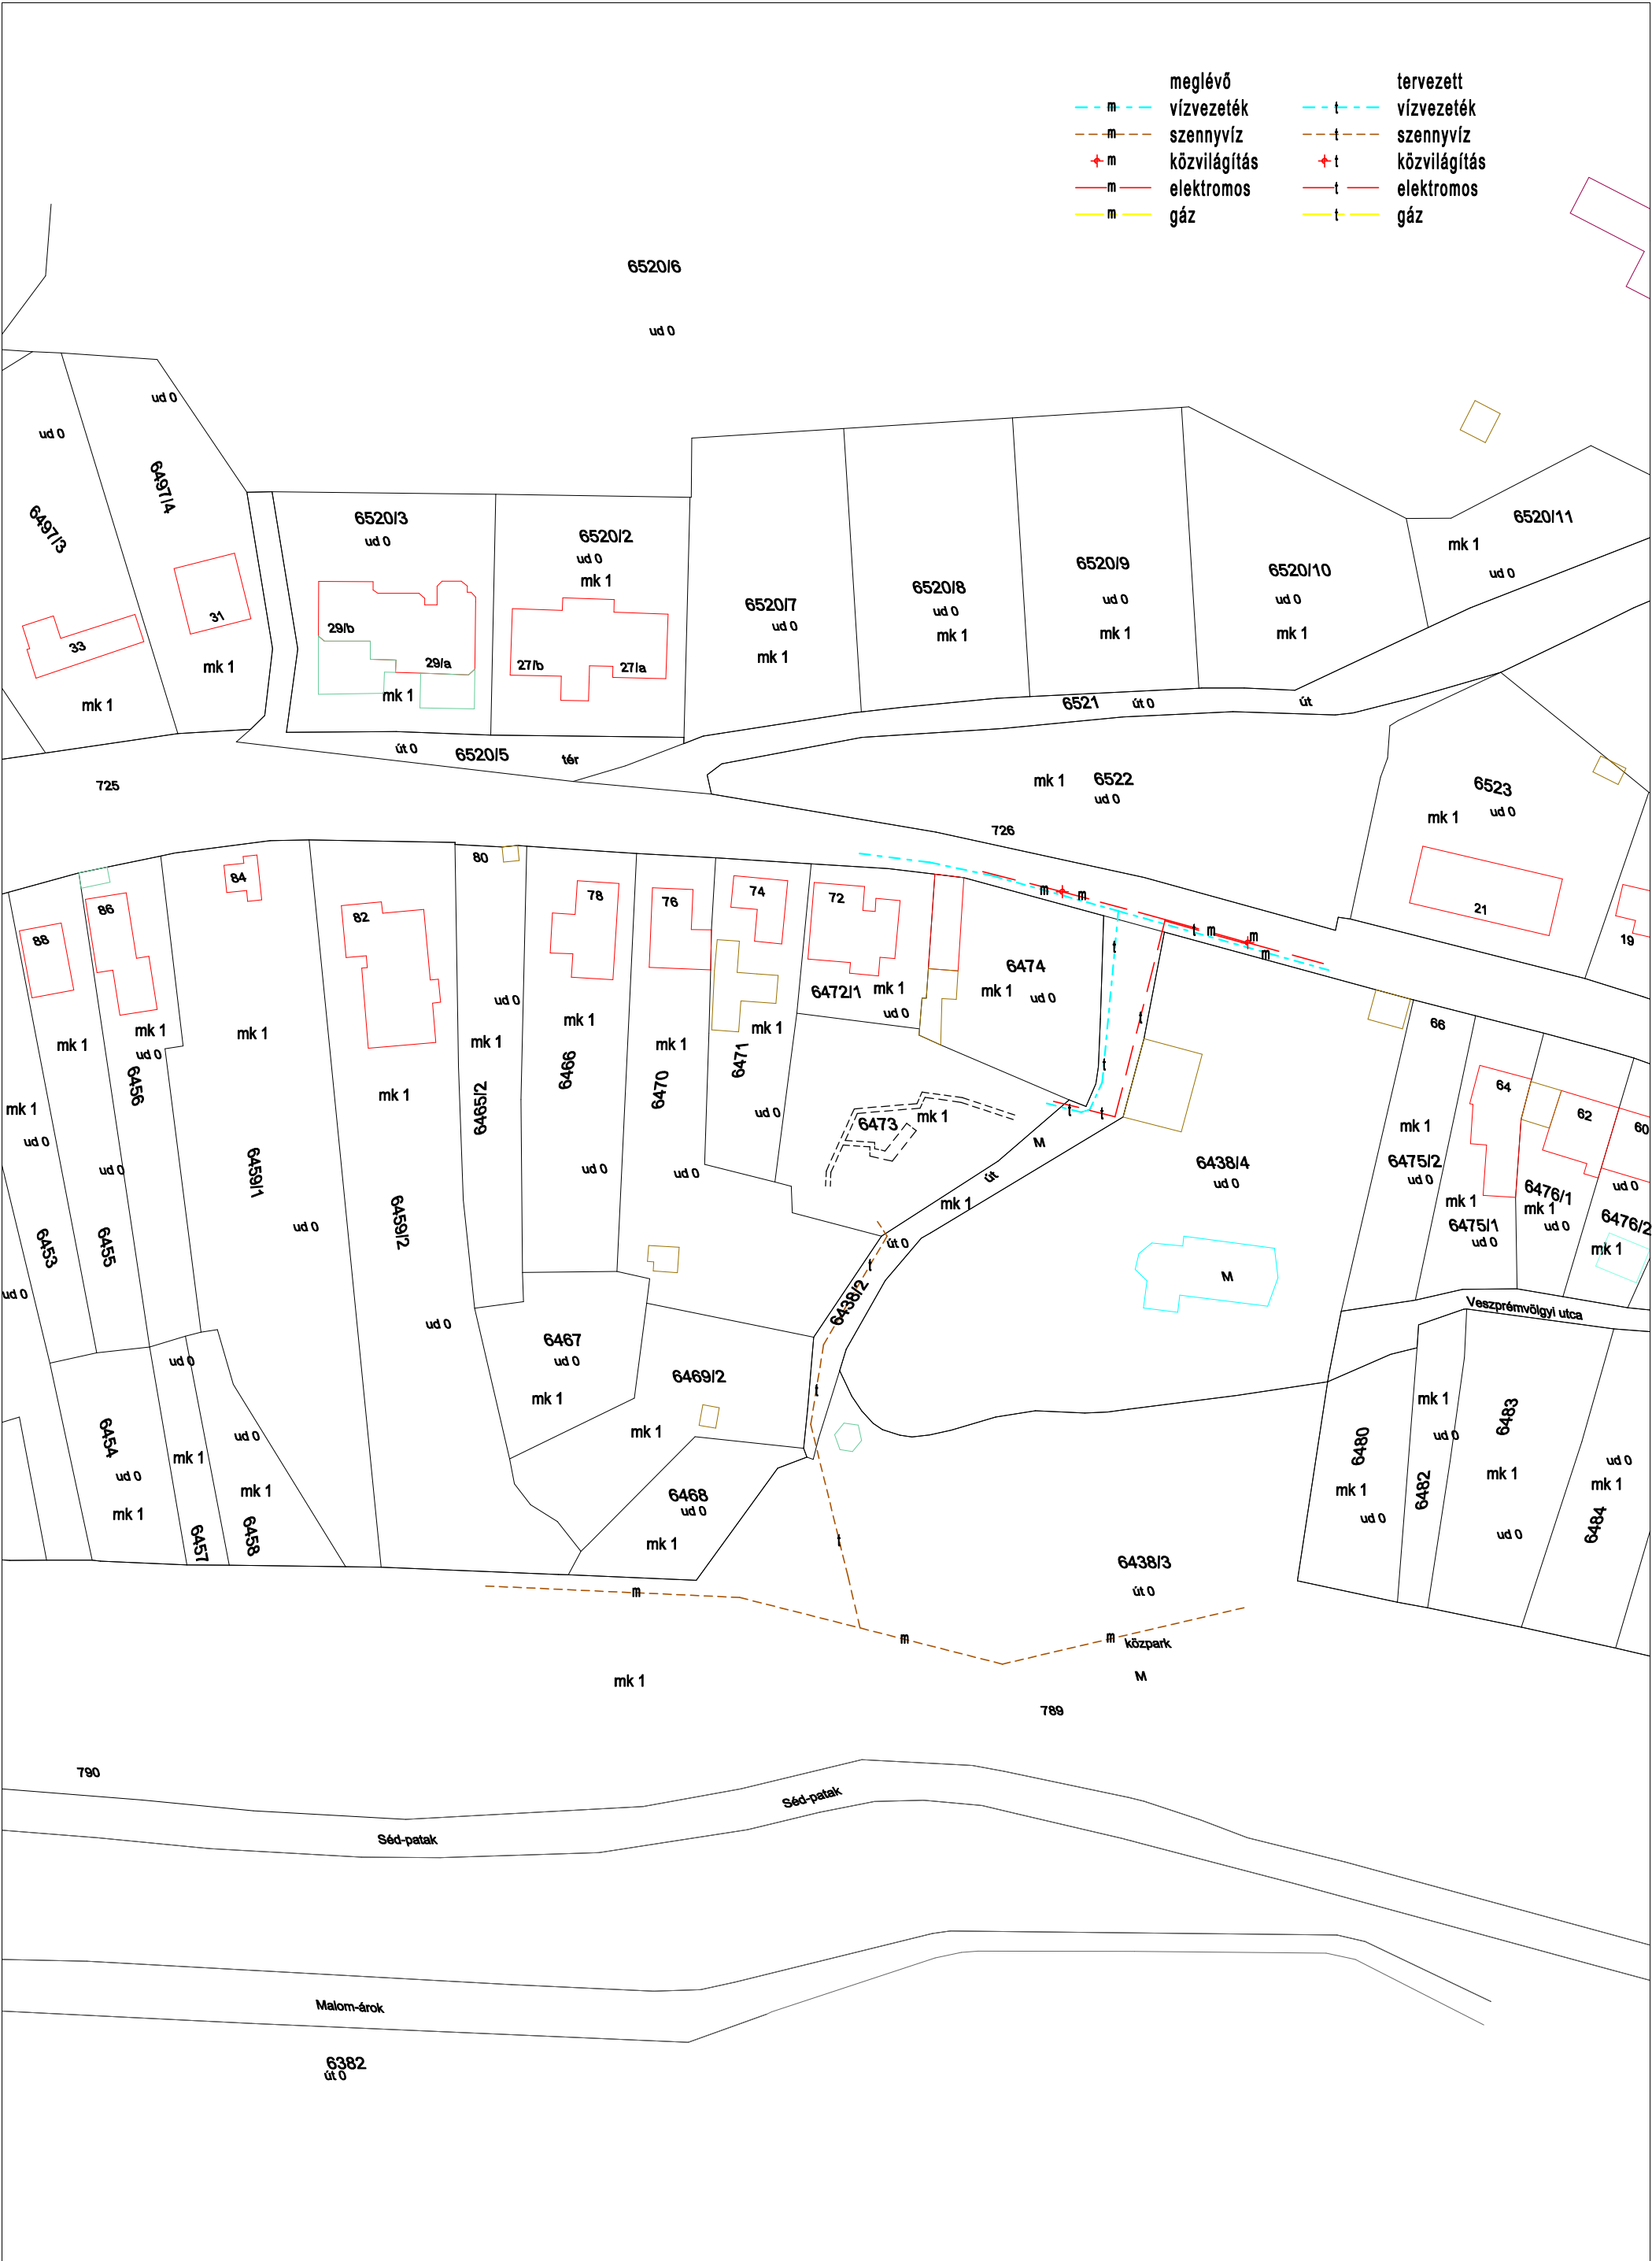 meglévő tervezett
m vízvezeték t vízvezeték
m szennyvíz t szennyvíz
m közvilágítás t közvilágítás
m elektromos t elektromos
m gáz t gáz
6520/6
ud 0
ud 0
ud 0
6497/4
6497/3
6520/3
ud 0
6520/2
ud 0
mk 1
6520/11
mk 1
ud 0
6520/9
ud 0
mk 1
6520/10
ud 0
mk 1
6520/8
ud 0
mk 1
6520/7
ud 0
mk 1
31
33
mk 1
mk 1
29/b
29/a
mk 1
27/b
27/a
6521 út 0 út
út 0 6520/5 tér
725
mk 1 6522
ud 0
6523
mk 1 ud 0
726
80
84
86
88
82
78
76
74
72
m m
t m m
m
21
19
t
6474
mk 1 ud 0
6472/1 mk 1
ud 0
ud 0
mk 1
mk 1
mk 1
mk 1
mk 1
mk 1
ud 0
mk 1
6456
6465/2
6466
6470
6471
mk 1
t
t
t t
66
64
62
60
mk 1
ud 0
ud 0
mk 1
ud 0
6473 mk 1
M
út
mk 1
6438/4
ud 0
mk 1
6475/2
ud 0
mk 1
6475/1
ud 0
6476/1
mk 1
ud 0
ud 0
6476/2
mk 1
6459/1
6459/2
6453
6455
ud 0
ud 0
ud 0
ud 0
út 0
t
6438/2
M
Veszprémvölgyi utca
ud 0
ud 0
6467
ud 0
mk 1
6469/2
mk 1
t
6454
ud 0
mk 1
mk 1
ud 0
mk 1
6457
6458
6468
ud 0
mk 1
t
6480
mk 1
ud 0
mk 1
ud 0
6482
6483
mk 1
ud 0
ud 0
mk 1
6484
6438/3
út 0
m
m
m
közpark
M
mk 1
789
790
Séd-patak
Séd-patak
Malom-árok
6382
út 0